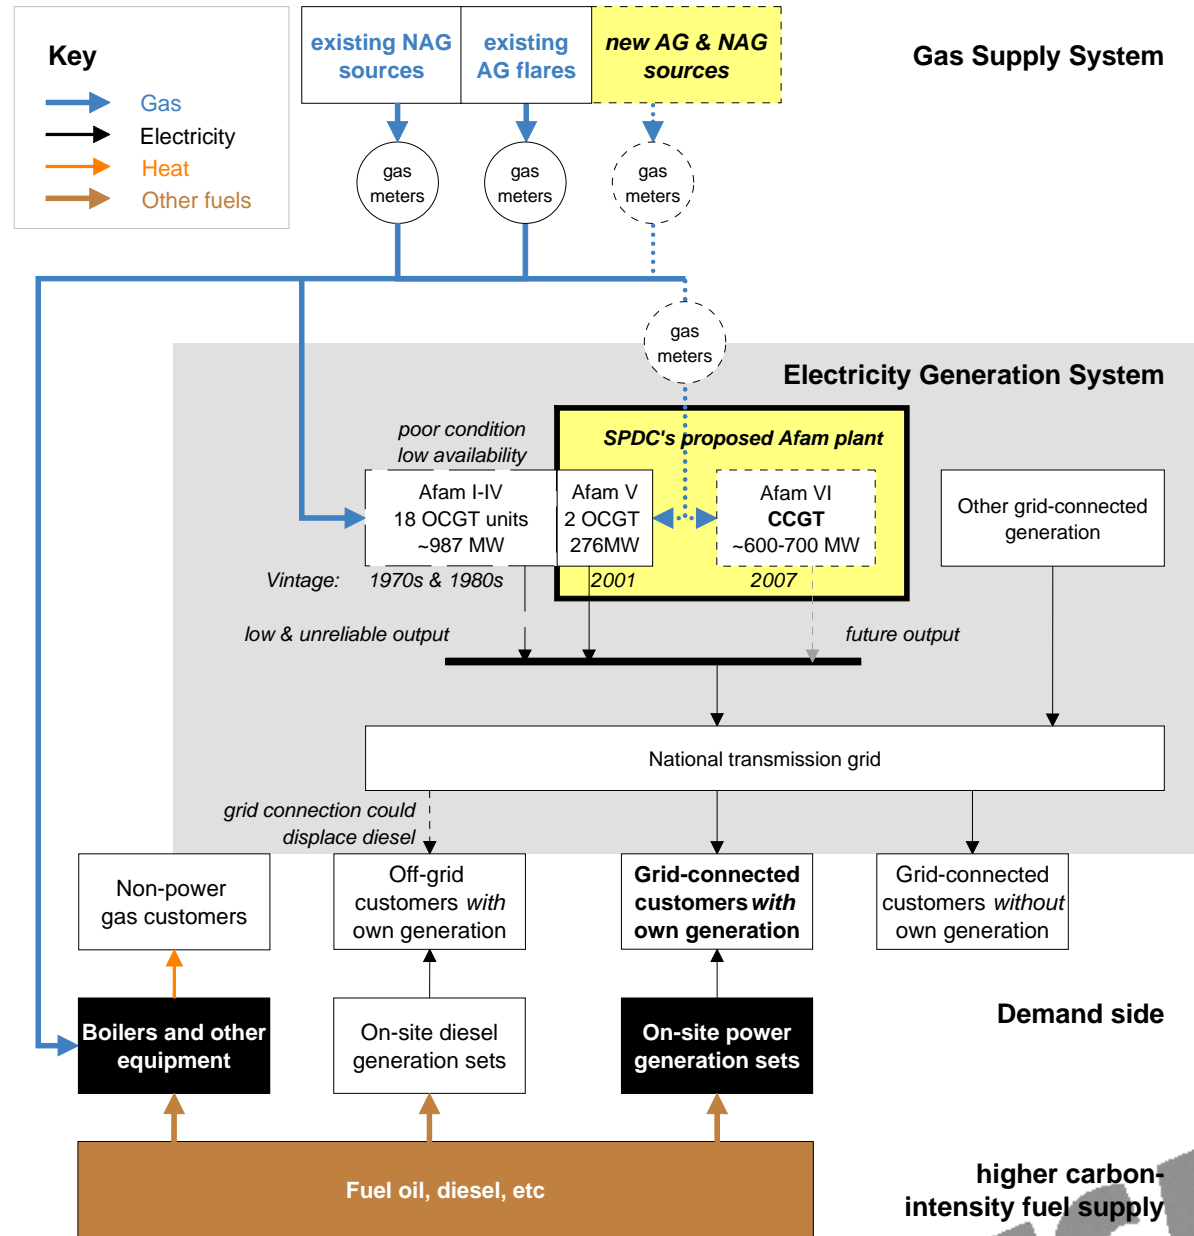 Key
Gas
Electricity
Heat
Other fuels
existing NAG
sources
existing
AG flares
new AG & NAG
sources
Gas Supply System
gas
meters
gas
meters
gas
meters
gas
meters
Electricity Generation System
poor condition
low availability
SPDC's proposed Afam plant
Afam I-IV
18 OCGT units
~987 MW
Afam V
2 OCGT
276MW
Afam VI
CCGT
~600-700 MW
Other grid-connected
generation
Vintage:
1970s & 1980s
2001
2007
low & unreliable output
future output
National transmission grid
grid connection could
displace diesel
Non-power
gas customers
Off-grid
customers with
own generation
Grid-connected
customers with
own generation
Grid-connected
customers without
own generation
Demand side
Boilers and other
equipment
On-site diesel
generation sets
On-site power
generation sets
Fuel oil, diesel, etc
higher carbon-
intensity fuel supply